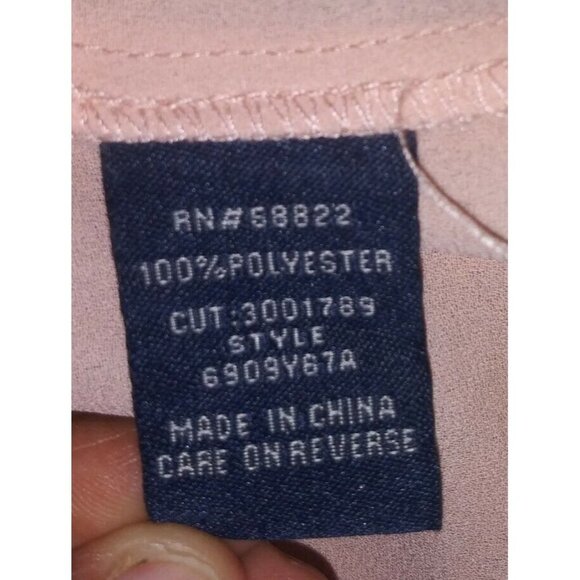 RN#68822
100%POLYESTER
CUT:3001789
STYLE
6909Y67A
MADE IN CHINA
CARE ON REVERSE